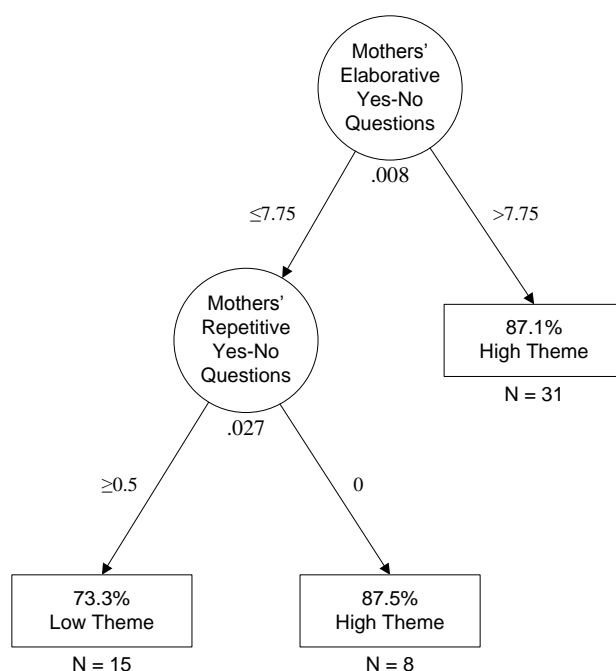 Mothers’
Elaborative
Yes-No
Questions
.008
≤7.75
>7.75
Mothers’
Repetitive
Yes-No
Questions
.027
87.1%
High Theme
N = 31
≥0.5
0
73.3%
Low Theme
N = 15
87.5%
High Theme
N = 8